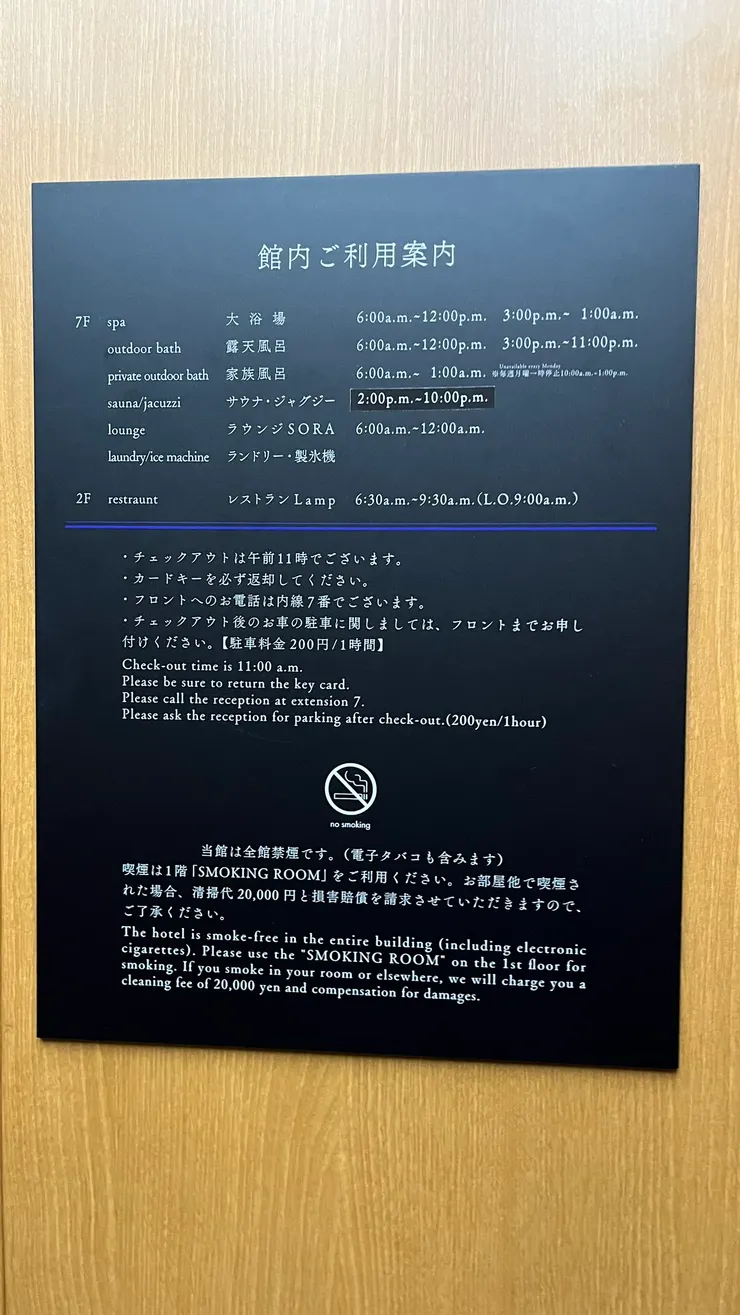 館内ご利用案内
7F spa 大浴場 6:00a.m.~12:00p.m. 3:00p.m.~ 1:00a.m.
outdoor bath 露天風呂 6:00a.m.~12:00p.m. 3:00p.m.~11:00p.m.
private outdoor bath 家族風呂 6:00a.m.~ 1:00a.m. Unavailable every Monday ※毎週月曜一時停止10:00a.m.~1:00p.m.
sauna/jacuzzi サウナ・ジャグジー 2:00p.m.~10:00p.m.
lounge ラウンジSORA 6:00a.m.~12:00a.m.
laundry/ice machine ランドリー・製氷機
2F restraunt レストランLamp 6:30a.m.~9:30a.m.(L.O.9:00a.m.)
・チェックアウトは午前11時でございます。
・カードキーを必ず返却してください。
・フロントへのお電話は内線7番でございます。
・チェックアウト後のお車の駐車に関しましては、フロントまでお申し
付けください。【駐車料金200円/1時間】
Check-out time is 11:00 a.m.
Please be sure to return the key card.
Please call the reception at extension 7.
Please ask the reception for parking after check-out.(200yen/1hour)
no smoking
当館は全館禁煙です。(電子タバコも含みます)
喫煙は1階「SMOKING ROOM」をご利用ください。お部屋他で喫煙さ
れた場合、清掃代20,000円と損害賠償を請求させていただきますので、
ご了承ください。
The hotel is smoke-free in the entire building (including electronic
cigarettes). Please use the "SMOKING ROOM" on the 1st floor for
smoking. If you smoke in your room or elsewhere, we will charge you a
cleaning fee of 20,000 yen and compensation for damages.